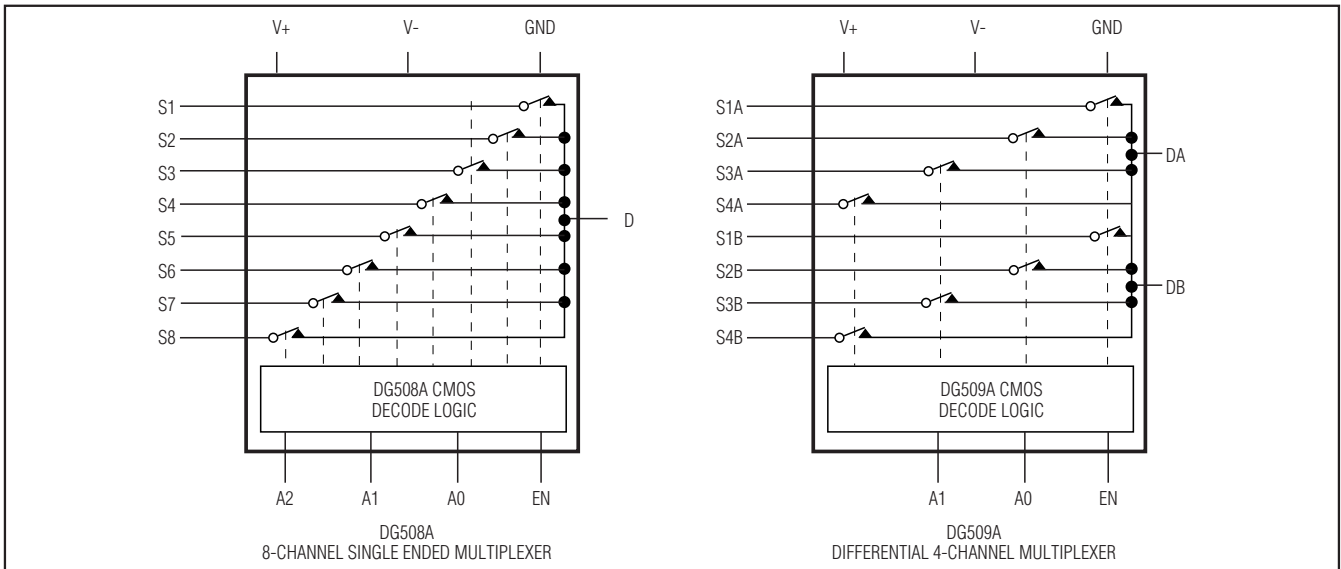 V+ V- GND
S1
S2
S3
S4
S5
S6
S7
S8
D
DG508A CMOS
DECODE LOGIC
A2 A1 A0 EN
DG508A
8-CHANNEL SINGLE ENDED MULTIPLEXER
V+ V- GND
S1A
S2A
DA
S3A
S4A
S1B
S2B
DB
S3B
S4B
DG509A CMOS
DECODE LOGIC
A1 A0 EN
DG509A
DIFFERENTIAL 4-CHANNEL MULTIPLEXER